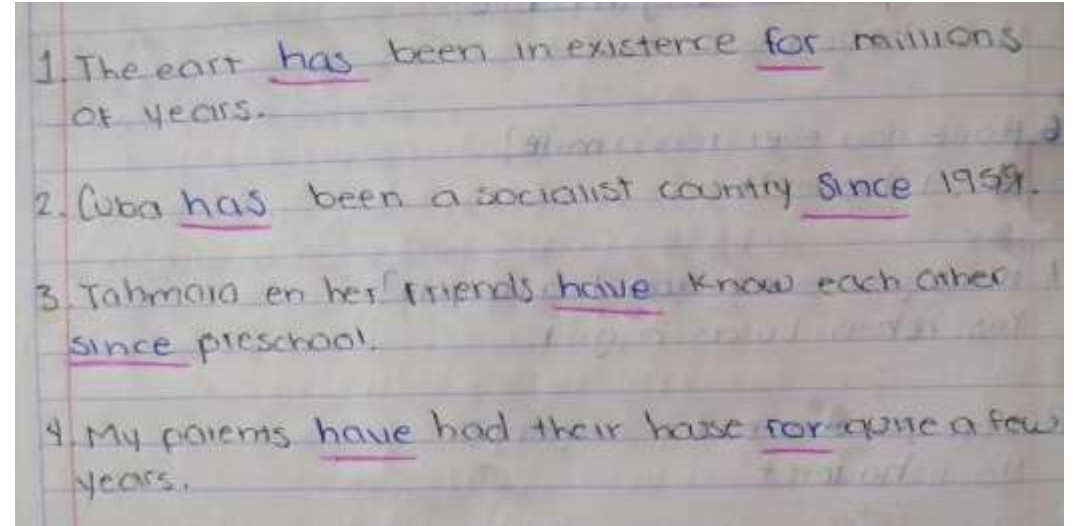 1. The eart has been in existence for millions
of years.
2. Cuba has been a socialist country since 1959.
3. Tahmara en her friends have know each other
since preschool.
4. My parents have had their house for quite a few
years.